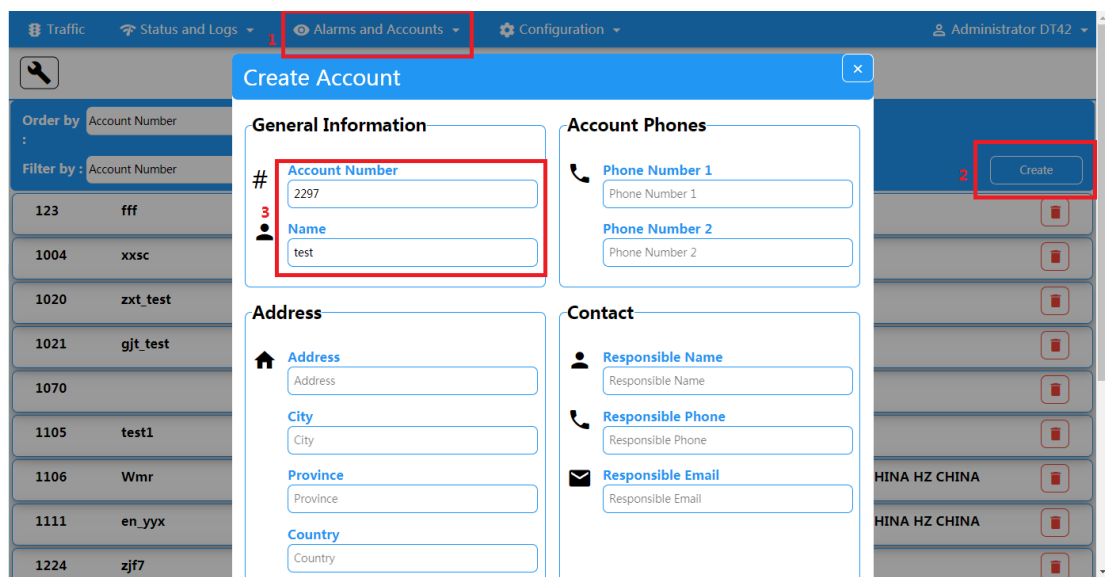 Traffic Status and Logs Alarms and Accounts Configuration Administrator DT42
1
Create Account
Order by : Account Number
Filter by : Account Number
2 Create
General Information
# Account Number
2297
3
Name
test
Account Phones
Phone Number 1
Phone Number 1
Phone Number 2
Phone Number 2
Address
Address
Address
City
City
Province
Province
Country
Country
Contact
Responsible Name
Responsible Name
Responsible Phone
Responsible Phone
Responsible Email
Responsible Email
123 fff
1004 xxsc
1020 zxt_test
1021 gjt_test
1070
1105 test1
1106 Wmr HINA HZ CHINA
1111 en_yyx HINA HZ CHINA
1224 zjf7